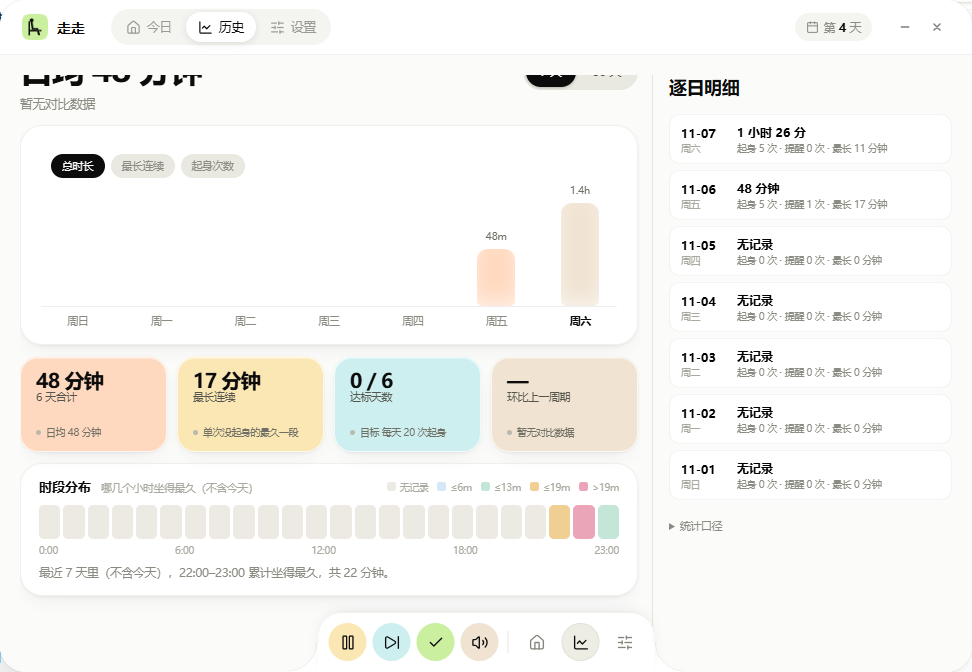 走走
今日
历史
设置
第 4 天
日均 48 分钟
暂无对比数据
总时长
最长连续
起身次数
1.4h
48m
周日
周一
周二
周三
周四
周五
周六
48 分钟
6 天合计
日均 48 分钟
17 分钟
最长连续
单次没起身的最久一段
0 / 6
达标天数
目标 每天 20 次起身
—
环比上一周期
暂无对比数据
时段分布 哪几个小时坐得最久（不含今天）
无记录 ≤6m ≤13m ≤19m >19m
0:00 6:00 12:00 18:00 23:00
最近 7 天里（不含今天），22:00–23:00 累计坐得最久，共 22 分钟。
逐日明细
11-07 1 小时 26 分
周六 起身 5 次 · 提醒 0 次 · 最长 11 分钟
11-06 48 分钟
周五 起身 5 次 · 提醒 1 次 · 最长 17 分钟
11-05 无记录
周四 起身 0 次 · 提醒 0 次 · 最长 0 分钟
11-04 无记录
周三 起身 0 次 · 提醒 0 次 · 最长 0 分钟
11-03 无记录
周二 起身 0 次 · 提醒 0 次 · 最长 0 分钟
11-02 无记录
周一 起身 0 次 · 提醒 0 次 · 最长 0 分钟
11-01 无记录
周日 起身 0 次 · 提醒 0 次 · 最长 0 分钟
统计口径